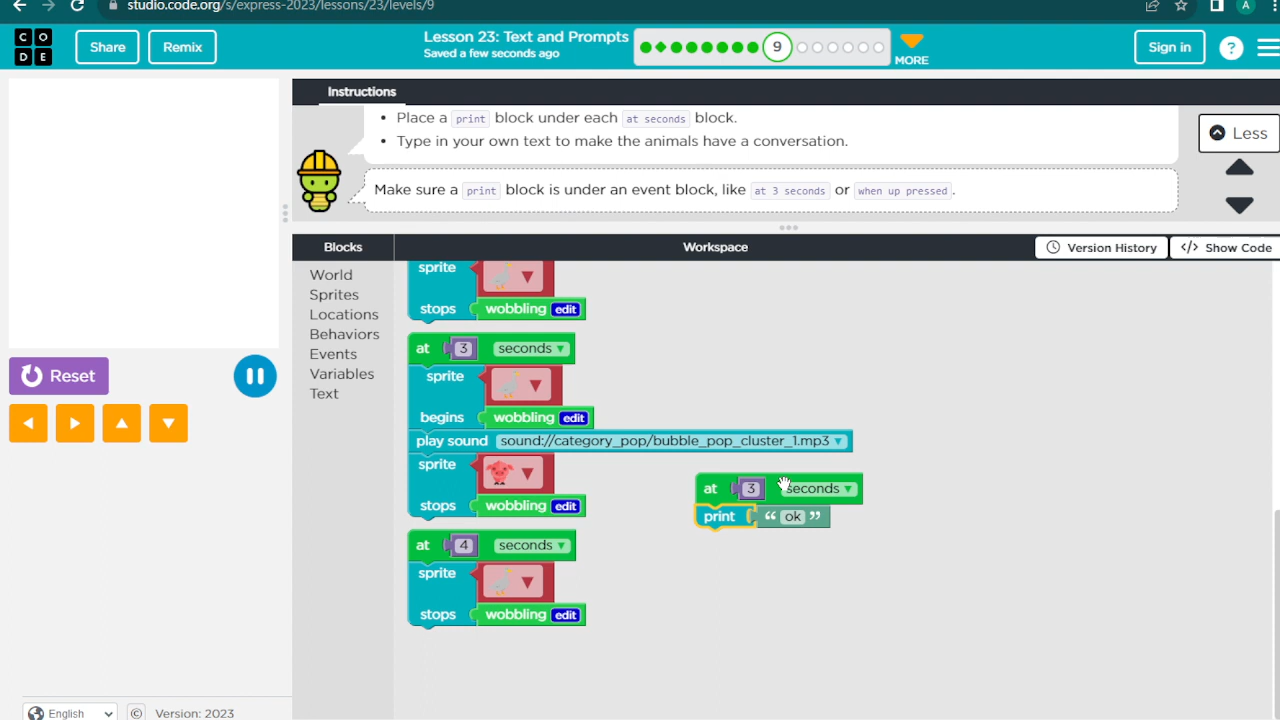 studio.code.org/s/express-2023/lessons/23/levels/9
A
C O
D E
Share
Remix
Lesson 23: Text and Prompts
Saved a few seconds ago
9
MORE
Sign in
?
Instructions
• Place a print block under each at seconds block.
• Type in your own text to make the animals have a conversation.
Less
Make sure a print block is under an event block, like at 3 seconds or when up pressed.
Blocks
Workspace
Version History
</> Show Code
World
Sprites
Locations
Behaviors
Events
Variables
Text
Reset
sprite
stops wobbling edit
at 3 seconds
sprite
begins wobbling edit
play sound sound://category_pop/bubble_pop_cluster_1.mp3
sprite
stops wobbling edit
at 3 seconds
print “ ok ”
at 4 seconds
sprite
stops wobbling edit
English
© Version: 2023